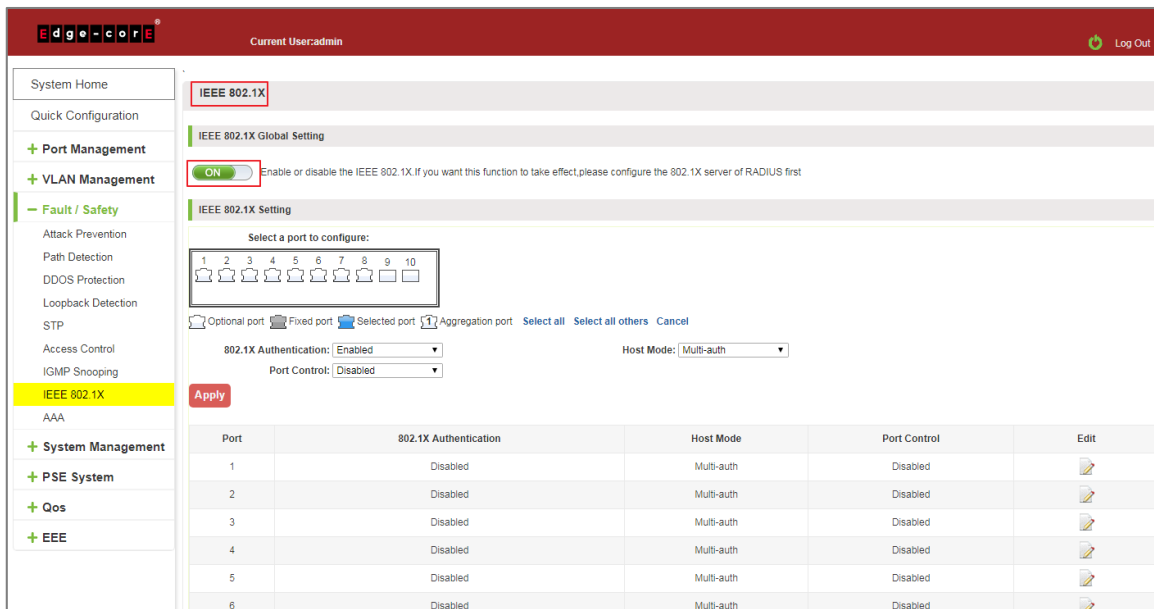 Edge-corE®
Current User:admin
Log Out
System Home
Quick Configuration
+ Port Management
+ VLAN Management
− Fault / Safety
Attack Prevention
Path Detection
DDOS Protection
Loopback Detection
STP
Access Control
IGMP Snooping
IEEE 802.1X
AAA
+ System Management
+ PSE System
+ Qos
+ EEE
IEEE 802.1X
IEEE 802.1X Global Setting
ON Enable or disable the IEEE 802.1X.If you want this function to take effect,please configure the 802.1X server of RADIUS first
IEEE 802.1X Setting
Select a port to configure:
1 2 3 4 5 6 7 8 9 10
Optional port Fixed port Selected port 1 Aggregation port Select all Select all others Cancel
802.1X Authentication: Enabled Host Mode: Multi-auth
Port Control: Disabled
Apply
Port 802.1X Authentication Host Mode Port Control Edit
1 Disabled Multi-auth Disabled
2 Disabled Multi-auth Disabled
3 Disabled Multi-auth Disabled
4 Disabled Multi-auth Disabled
5 Disabled Multi-auth Disabled
6 Disabled Multi-auth Disabled